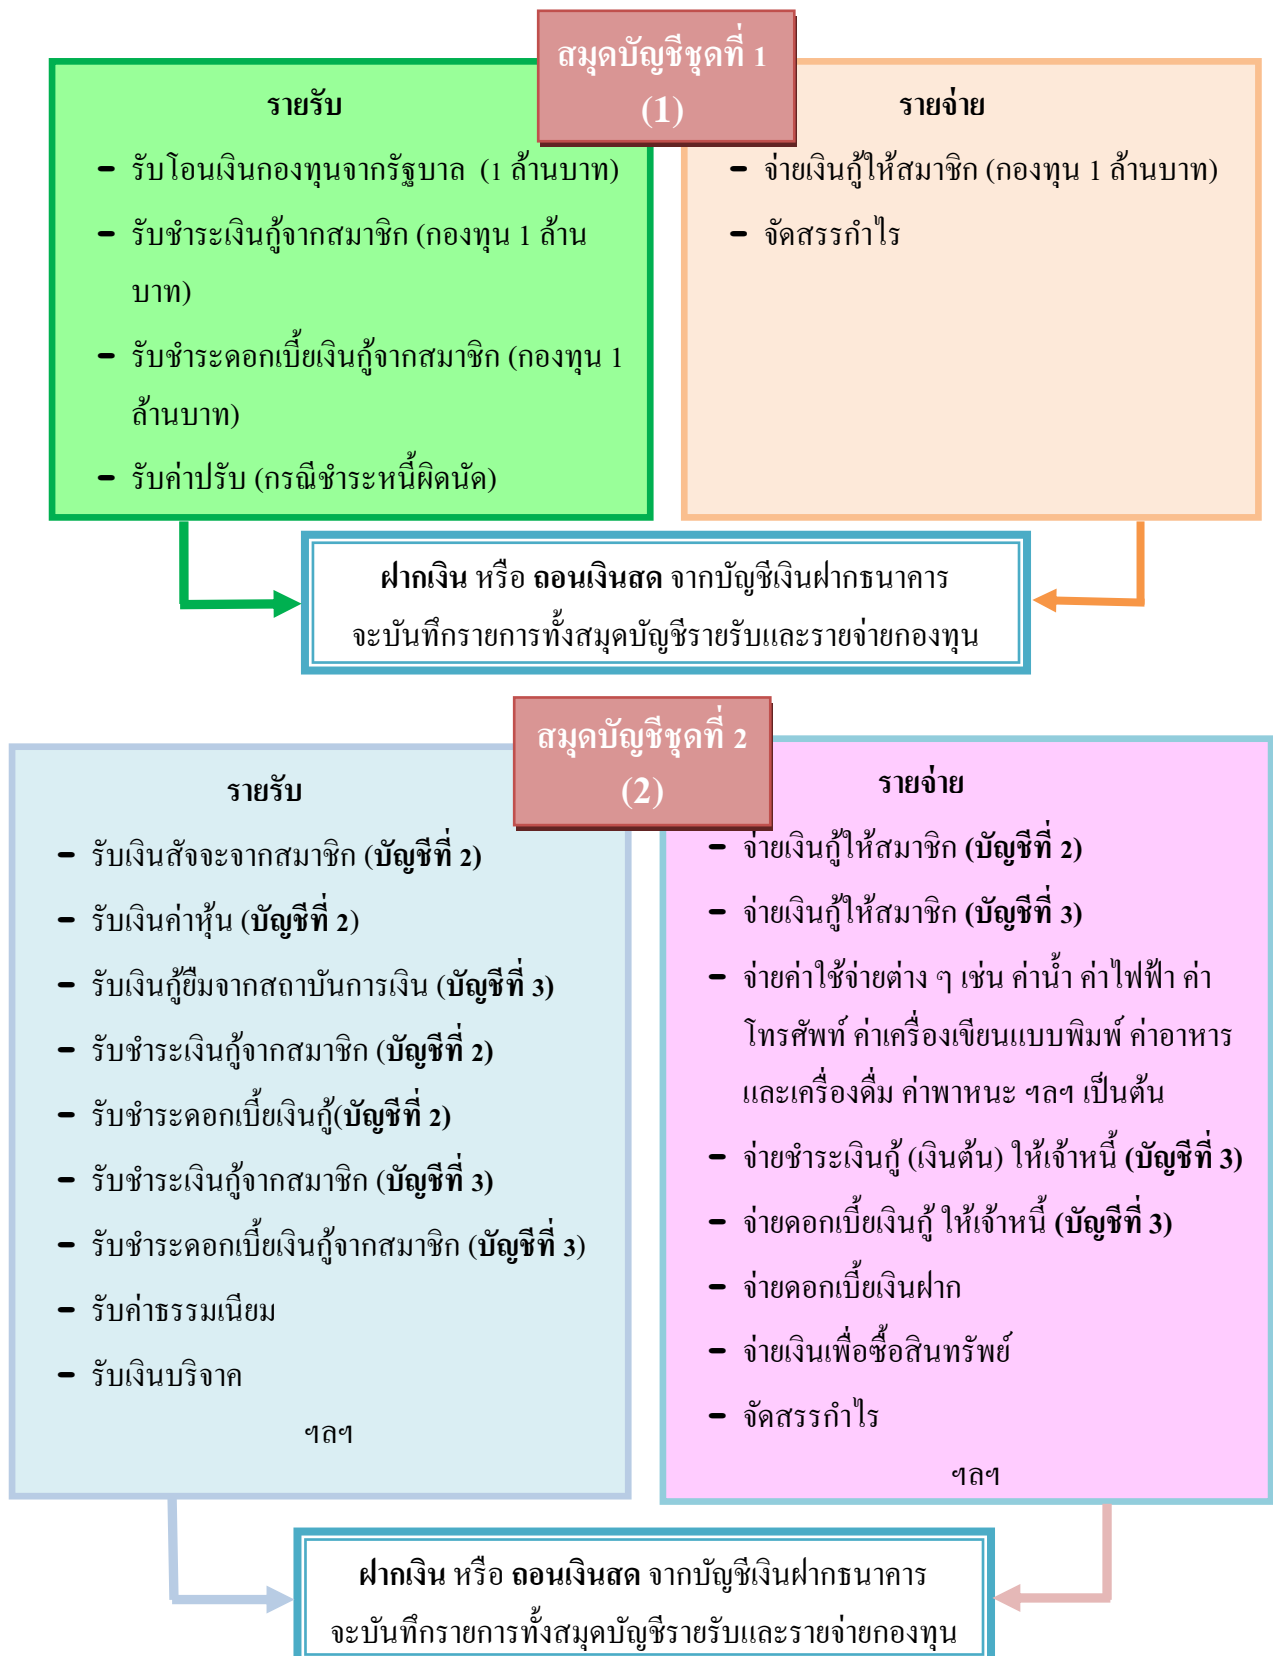 สมุดบัญชีชุดที่ 1
(1)
รายรับ
- รับโอนเงินกองทุนจากรัฐบาล (1 ล้านบาท)
- รับชำระเงินกู้จากสมาชิก (กองทุน 1 ล้าน
บาท)
- รับชำระดอกเบี้ยเงินกู้จากสมาชิก (กองทุน 1
ล้านบาท)
- รับค่าปรับ (กรณีชำระหนี้ผิดนัด)
รายจ่าย
- จ่ายเงินกู้ให้สมาชิก (กองทุน 1 ล้านบาท)
- จัดสรรกำไร
ฝากเงิน หรือ ถอนเงินสด จากบัญชีเงินฝากธนาคาร
จะบันทึกรายการทั้งสมุดบัญชีรายรับและรายจ่ายกองทุน
สมุดบัญชีชุดที่ 2
(2)
รายรับ
- รับเงินสัจจะจากสมาชิก (บัญชีที่ 2)
- รับเงินค่าหุ้น (บัญชีที่ 2)
- รับเงินกู้ยืมจากสถาบันการเงิน (บัญชีที่ 3)
- รับชำระเงินกู้จากสมาชิก (บัญชีที่ 2)
- รับชำระดอกเบี้ยเงินกู้(บัญชีที่ 2)
- รับชำระเงินกู้จากสมาชิก (บัญชีที่ 3)
- รับชำระดอกเบี้ยเงินกู้จากสมาชิก (บัญชีที่ 3)
- รับค่าธรรมเนียม
- รับเงินบริจาค
ฯลฯ
รายจ่าย
- จ่ายเงินกู้ให้สมาชิก (บัญชีที่ 2)
- จ่ายเงินกู้ให้สมาชิก (บัญชีที่ 3)
- จ่ายค่าใช้จ่ายต่าง ๆ เช่น ค่าน้ำ ค่าไฟฟ้า ค่า
โทรศัพท์ ค่าเครื่องเขียนแบบพิมพ์ ค่าอาหาร
และเครื่องดื่ม ค่าพาหนะ ฯลฯ เป็นต้น
- จ่ายชำระเงินกู้ (เงินต้น) ให้เจ้าหนี้ (บัญชีที่ 3)
- จ่ายดอกเบี้ยเงินกู้ ให้เจ้าหนี้ (บัญชีที่ 3)
- จ่ายดอกเบี้ยเงินฝาก
- จ่ายเงินเพื่อซื้อสินทรัพย์
- จัดสรรกำไร
ฯลฯ
ฝากเงิน หรือ ถอนเงินสด จากบัญชีเงินฝากธนาคาร
จะบันทึกรายการทั้งสมุดบัญชีรายรับและรายจ่ายกองทุน